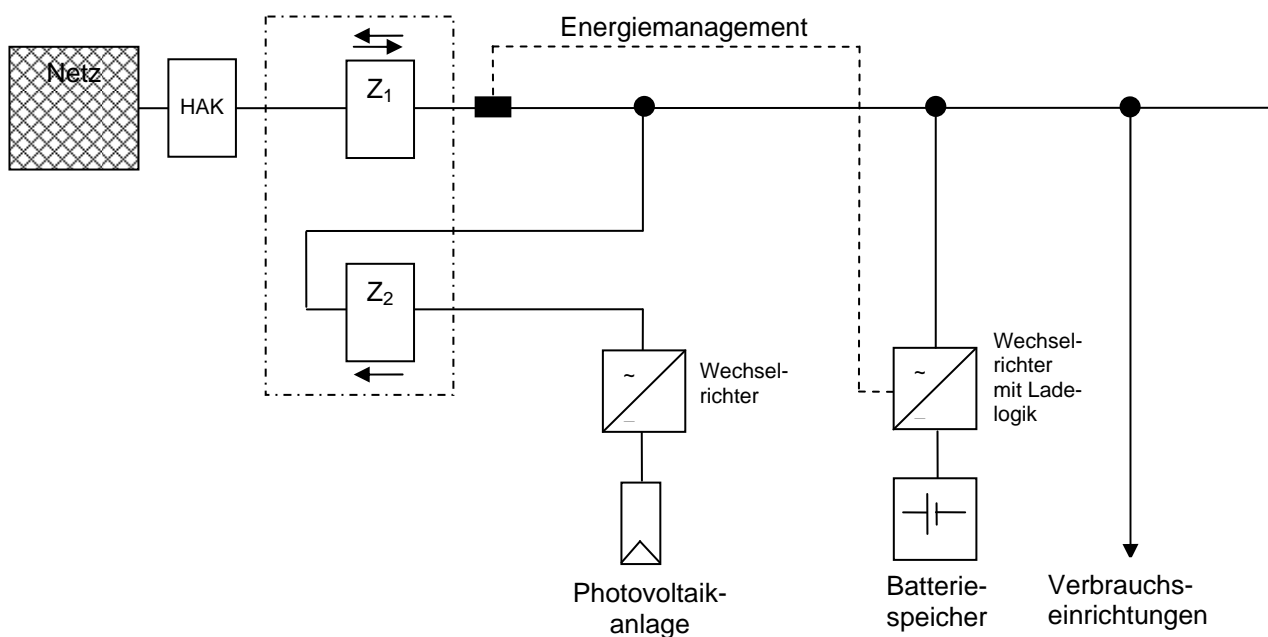 Energiemanagement
Netz
HAK
Z₁
Z₂
~
_
Wechsel-
richter
~
_
Wechsel-
richter
mit Lade-
logik
Photovoltaik-
anlage
Batterie-
speicher
Verbrauchs-
einrichtungen